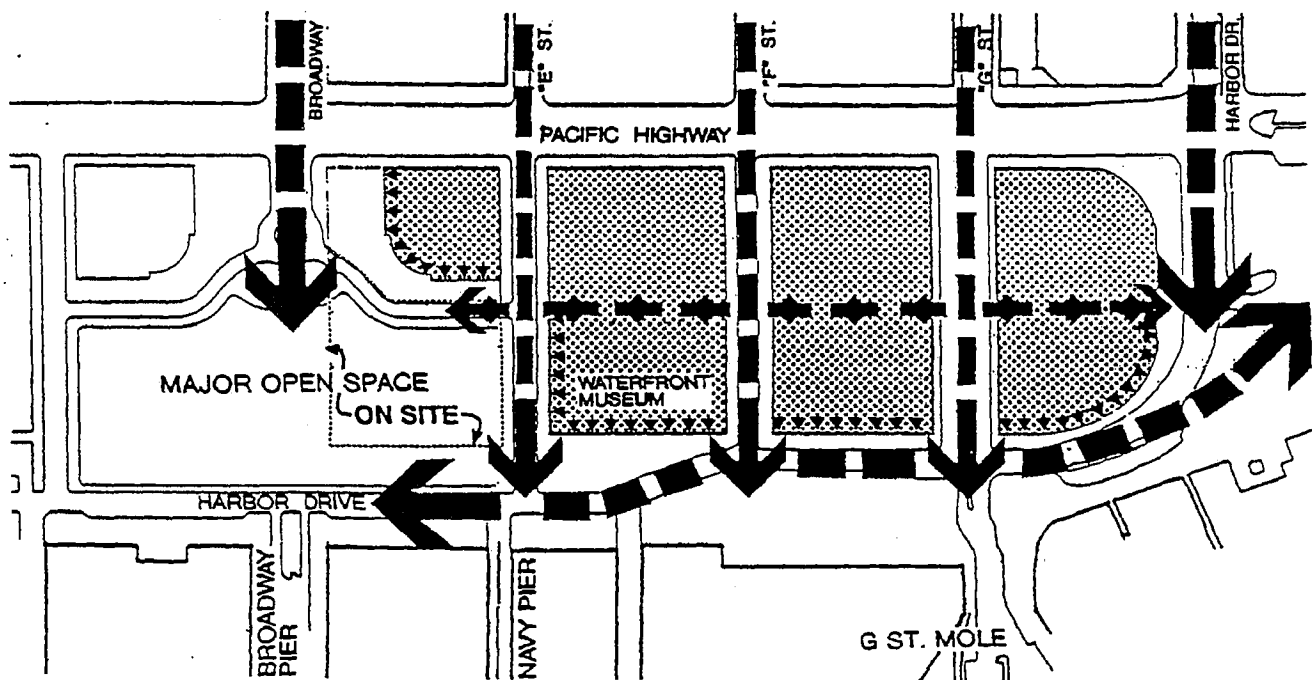 BROADWAY
"E" ST.
"F" ST.
"G" ST.
HARBOR DR.
PACIFIC HIGHWAY
MAJOR OPEN SPACE
ON SITE
WATERFRONT
MUSEUM
HARBOR DRIVE
BROADWAY
PIER
NAVY PIER
G ST. MOLE